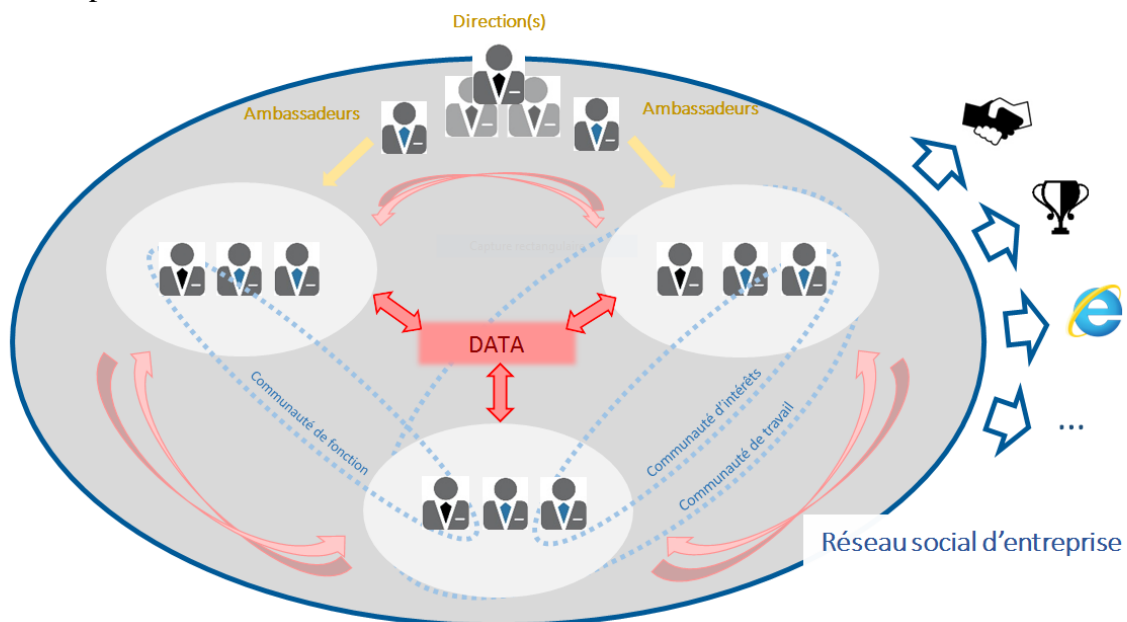 Direction(s)
Ambassadeurs
Ambassadeurs
DATA
Communauté de fonction
Communauté d'intérêts
Communauté de travail
...
Réseau social d'entreprise